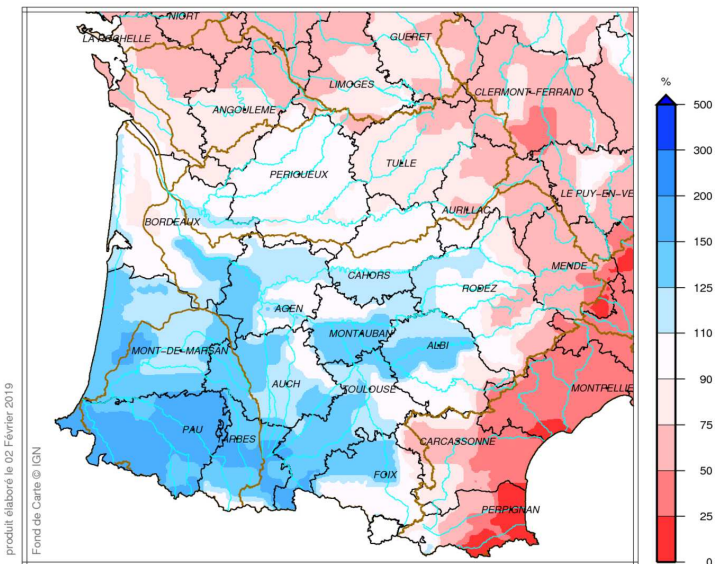 NIORT
LA ROCHELLE
GUERET
LIMOGES
CLERMONT-FERRAND
ANGOULEME
PERIGUEUX
TULLE
LE PUY-EN-VE
BORDEAUX
AURILLAC
CAHORS
MENDE
RODEZ
AGEN
MONTAUBAN
ALBI
MONT-DE-MARSAN
AUCH
TOULOUSE
MONTPELLIE
PAU
TARBES
CARCASSONNE
FOIX
PERPIGNAN
%
500
300
200
150
125
110
90
75
50
25
0
produit élaboré le 02 Février 2019
Fond de Carte © IGN